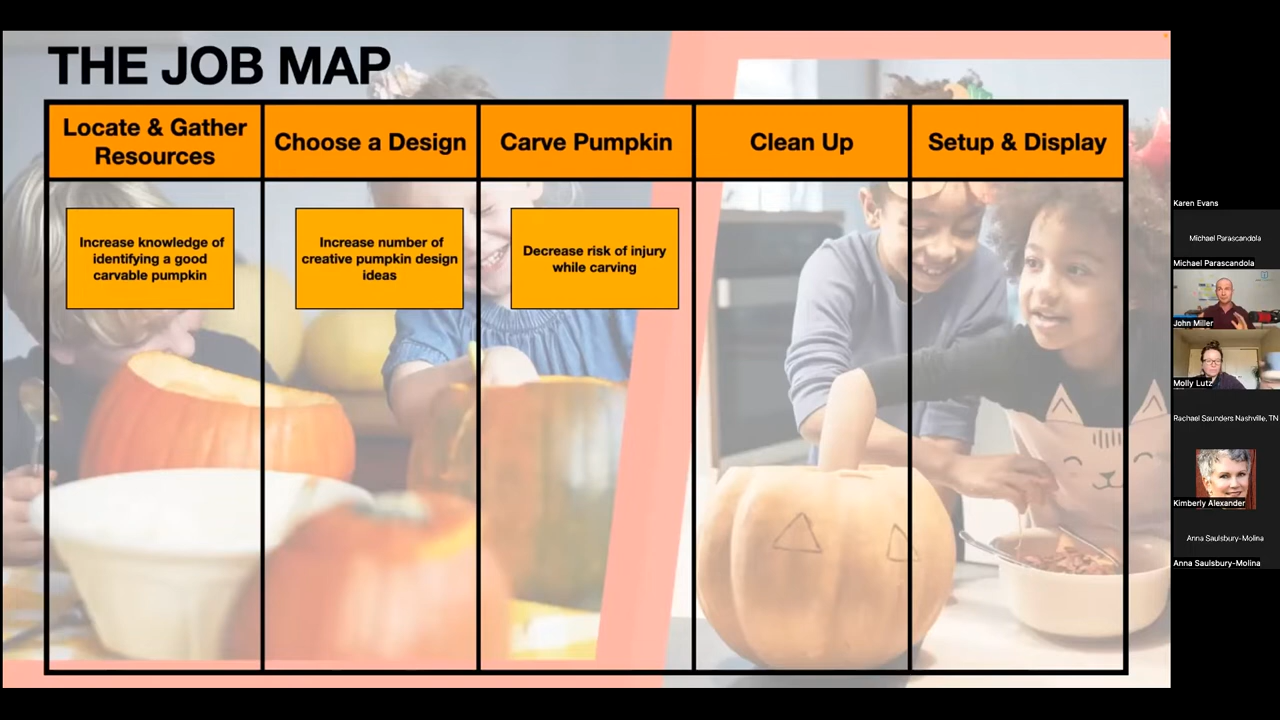 THE JOB MAP
Locate & Gather
Resources
Choose a Design
Carve Pumpkin
Clean Up
Setup & Display
Increase knowledge of
identifying a good
carvable pumpkin
Increase number of
creative pumpkin design
ideas
Decrease risk of injury
while carving
Karen Evans
Michael Parascandola
Michael Parascandola
John Miller
Molly Lutz
Rachael Saunders Nashville, TN
Kimberly Alexander
Anna Saulsbury-Molina
Anna Saulsbury-Molina